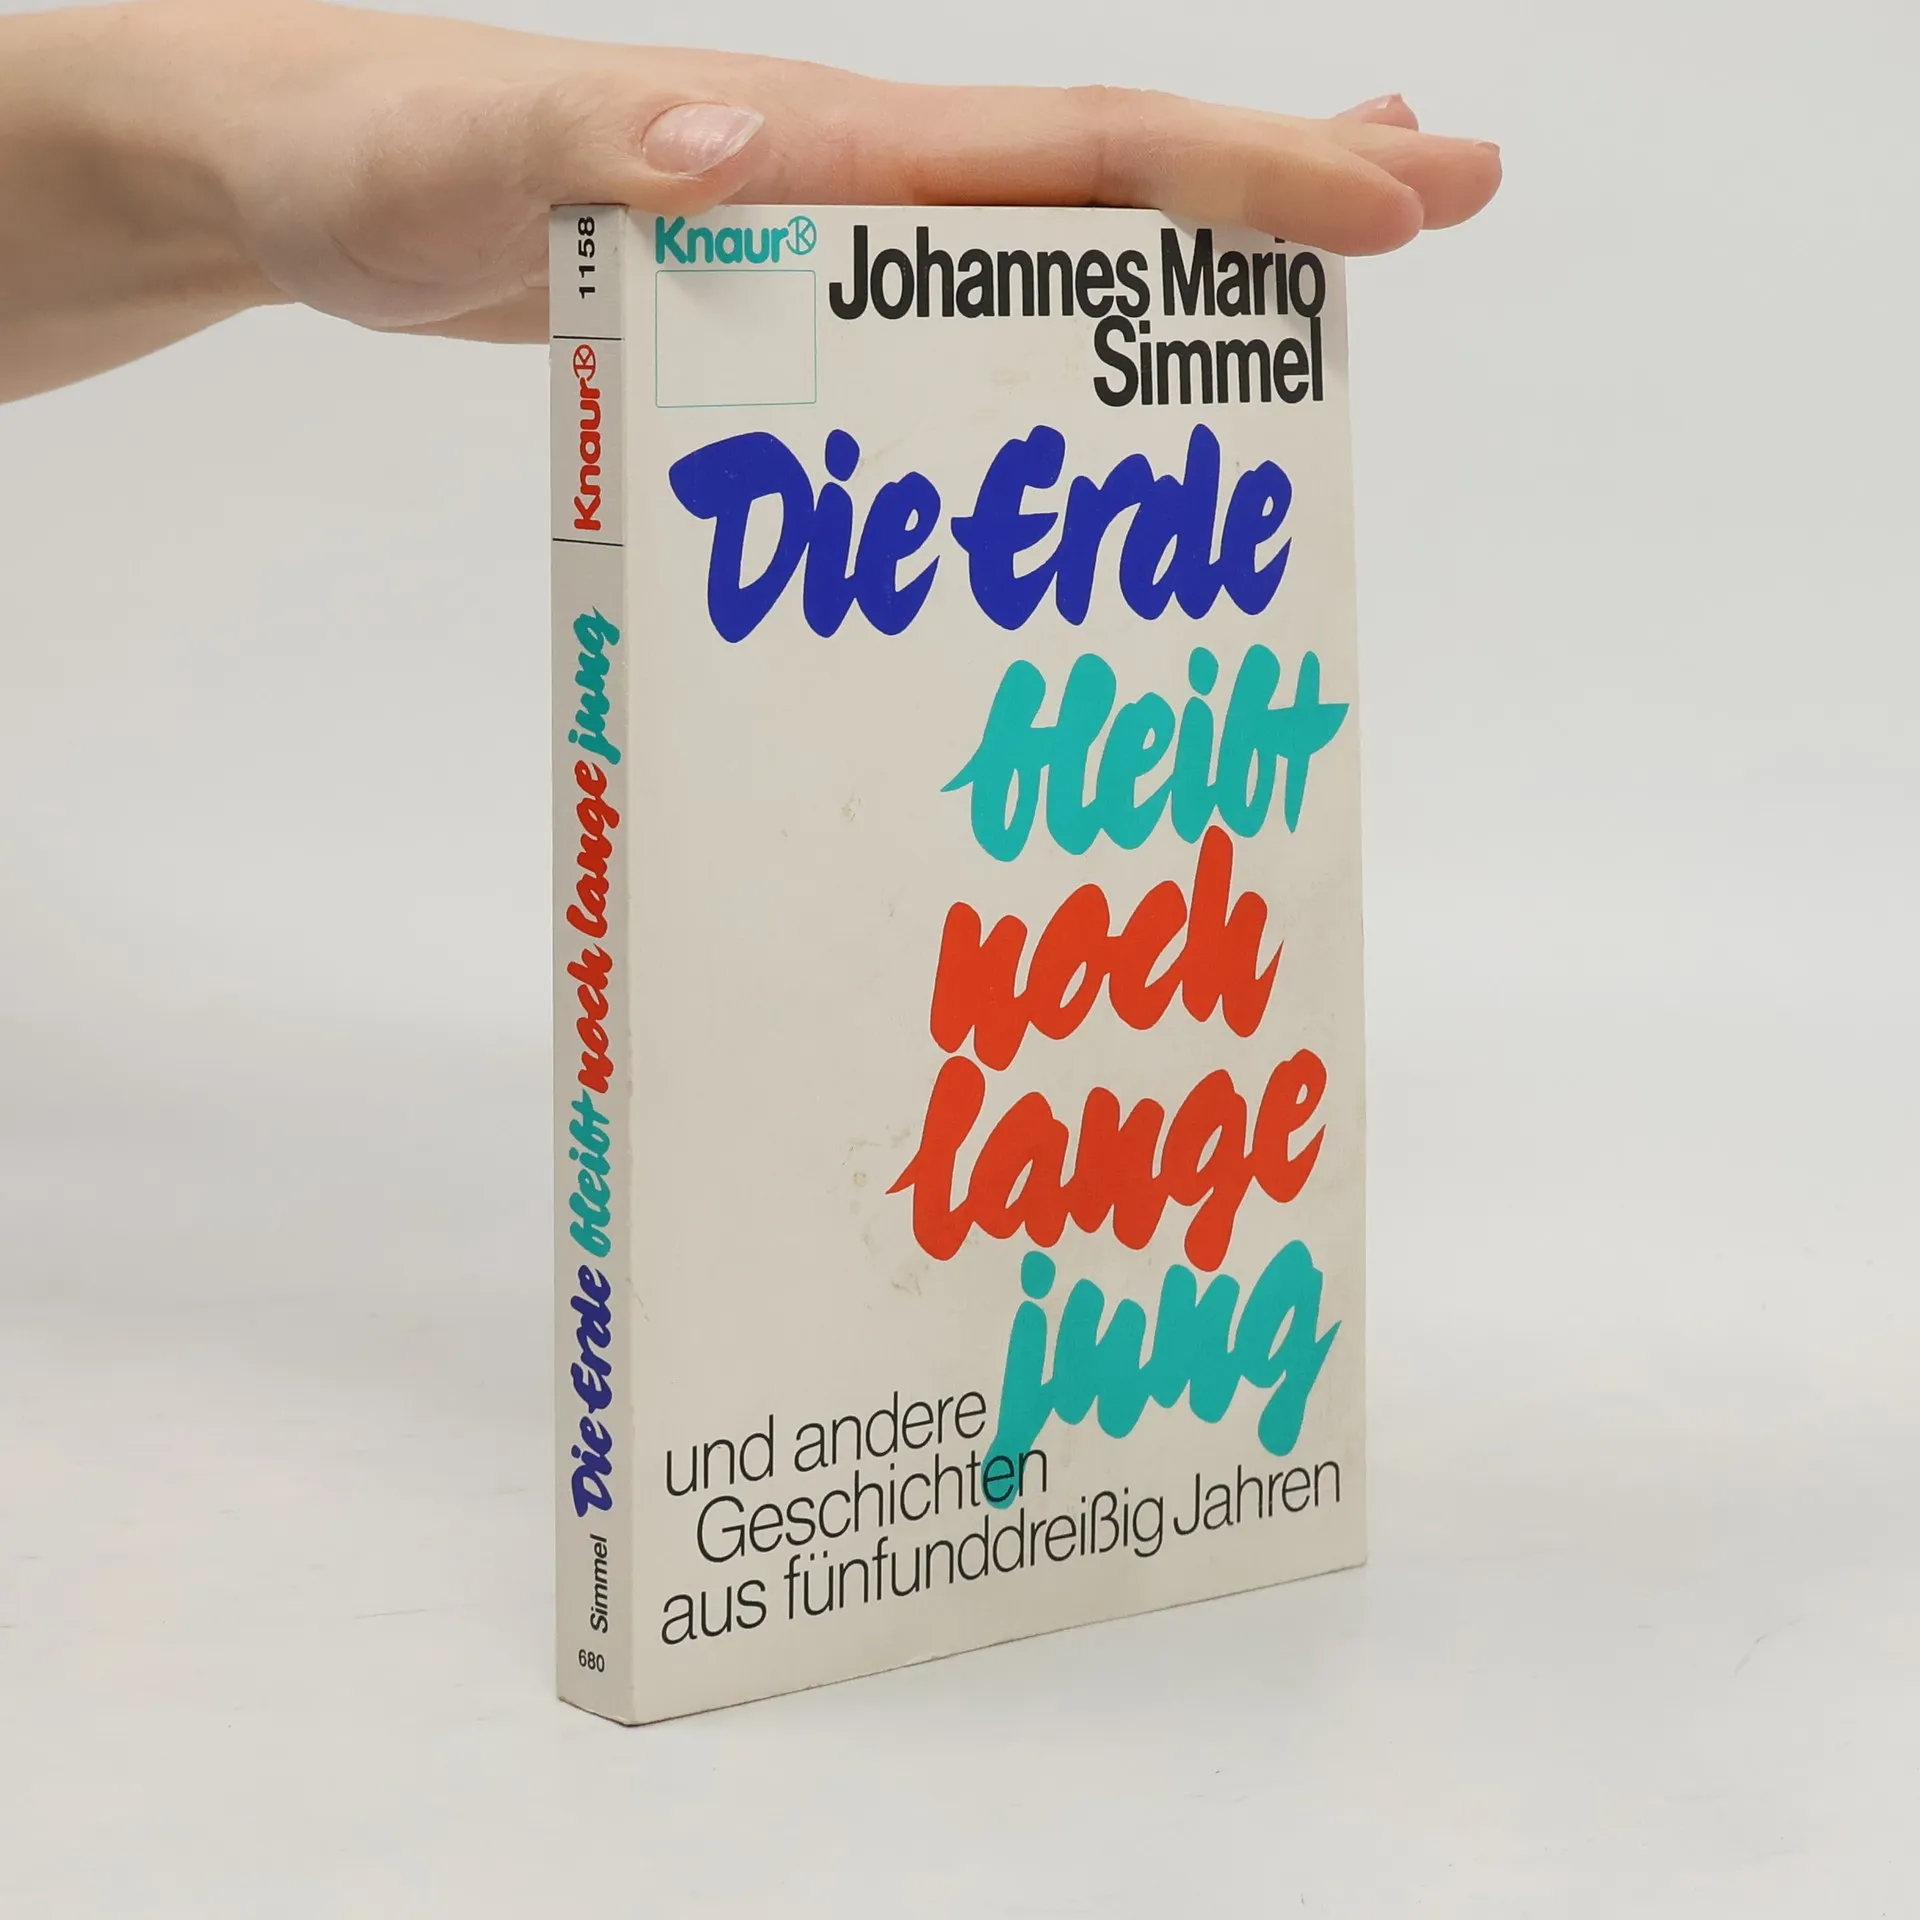 Knaur
Johannes Mario
Simmel
Die Erde
bleibt
noch
lange
jung
und andere
Geschichten
aus fünfunddreißig Jahren
1158
Knaur
Die Erde bleibt noch lange jung
Simmel
680